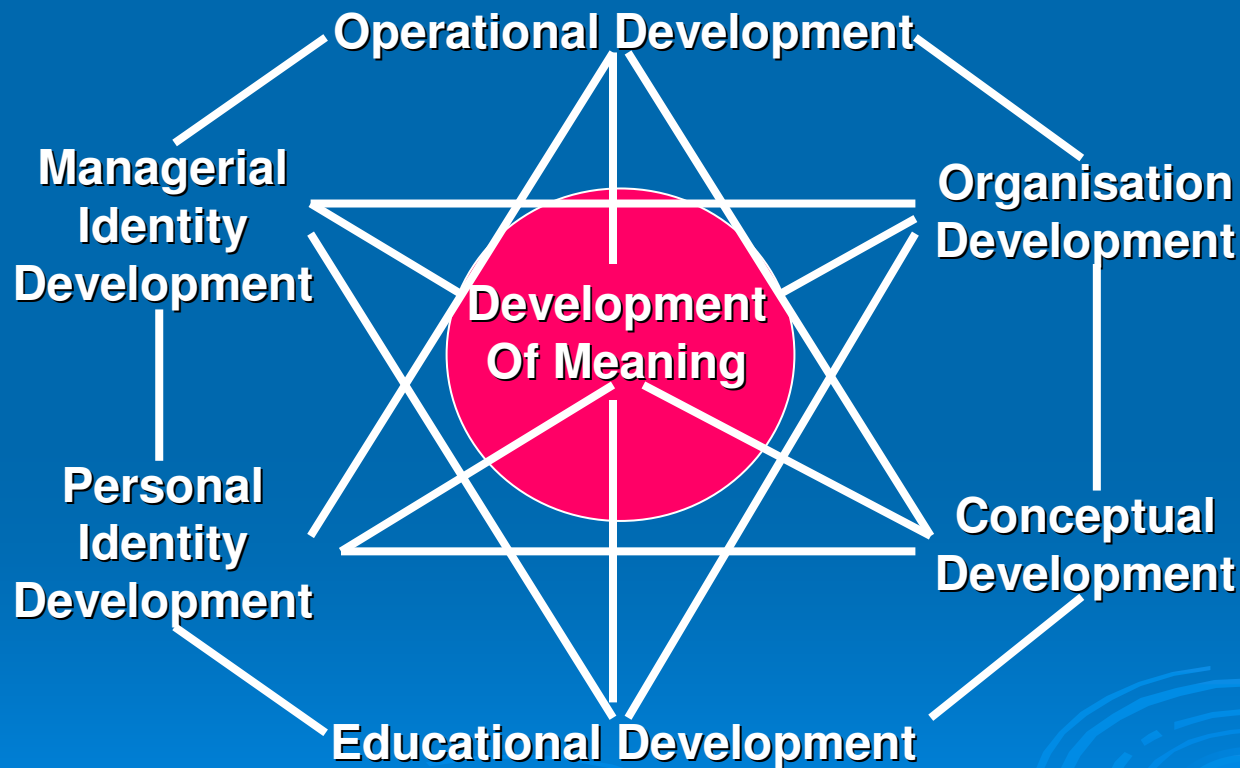 Operational Development
Managerial
Identity
Development
Organisation
Development
Development
Of Meaning
Personal
Identity
Development
Conceptual
Development
Educational Development